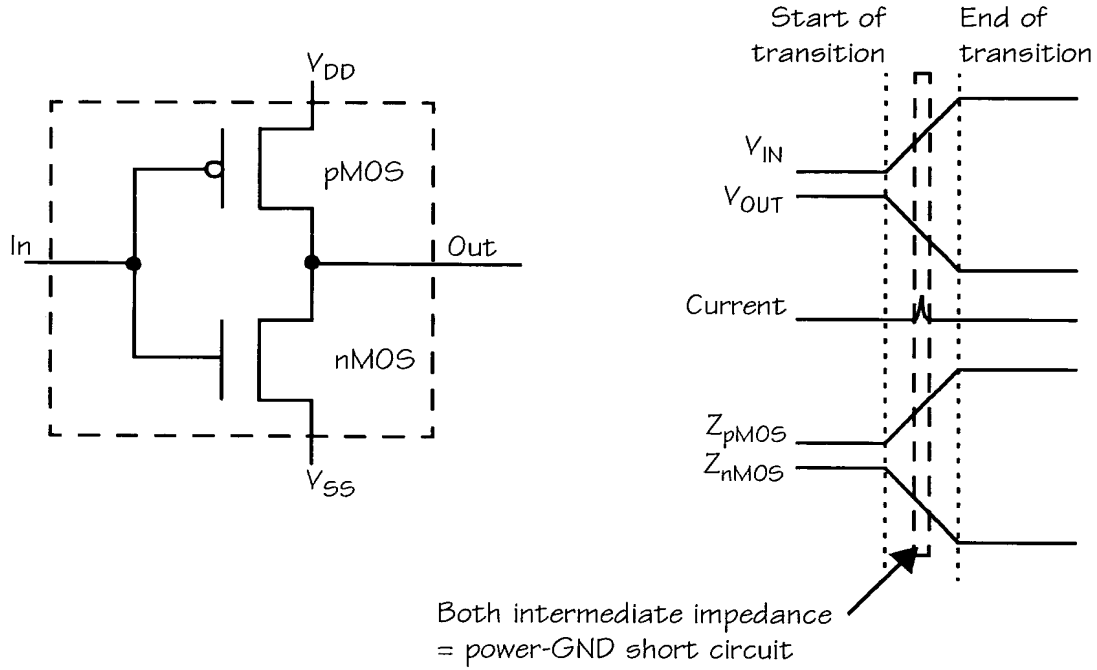 Start of
transition
End of
transition
VDD
pMOS
In
Out
nMOS
VSS
VIN
VOUT
Current
ZpMOS
ZnMOS
Both intermediate impedance
= power-GND short circuit